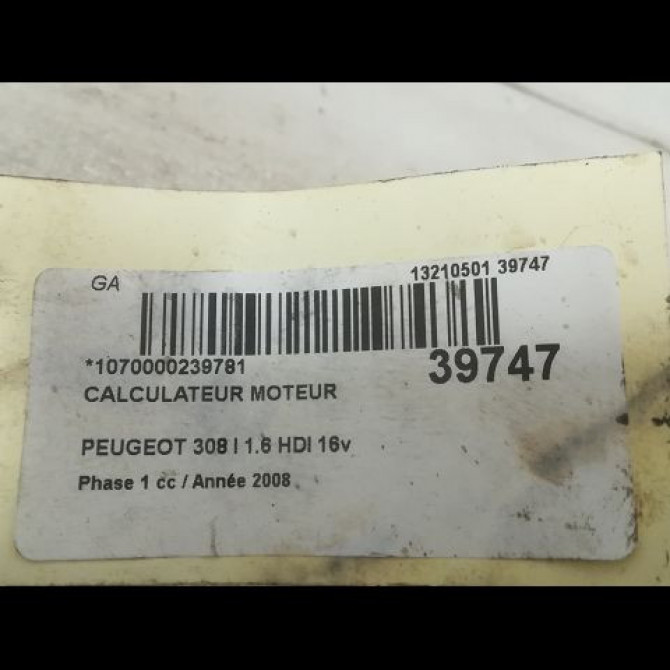 GA
13210501 39747
*1070000239781
39747
CALCULATEUR MOTEUR
PEUGEOT 308 I 1.6 HDI 16v
Phase 1 cc / Année 2008